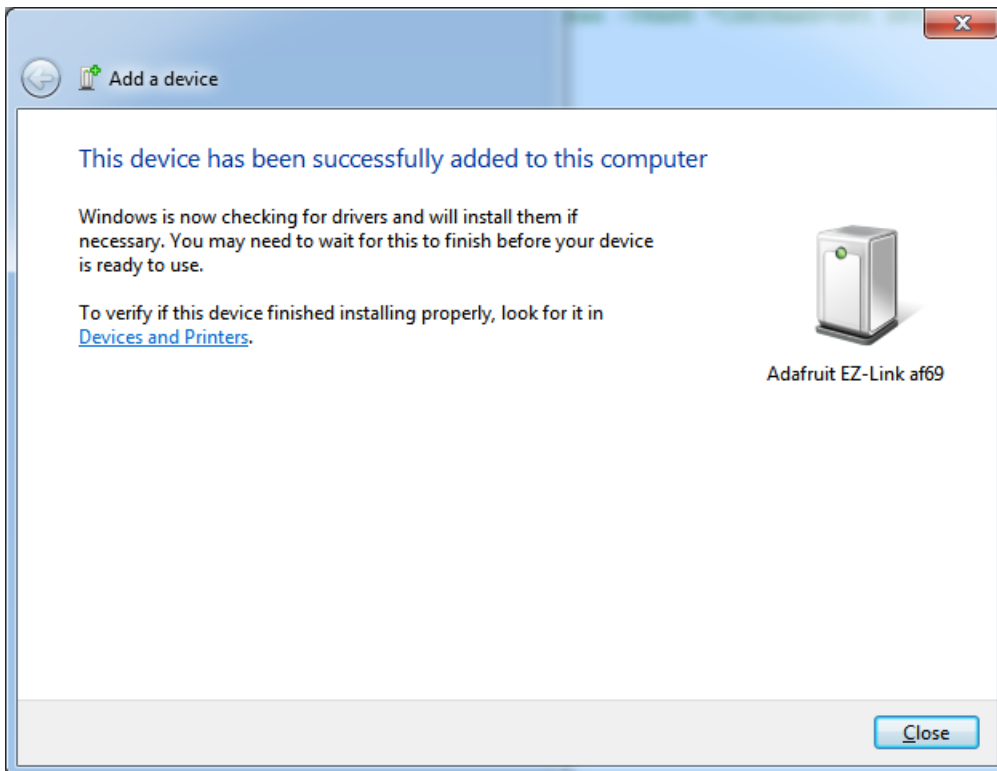 Add a device
This device has been successfully added to this computer
Windows is now checking for drivers and will install them if
necessary. You may need to wait for this to finish before your device
is ready to use.
To verify if this device finished installing properly, look for it in
Devices and Printers.
Adafruit EZ-Link af69
Close